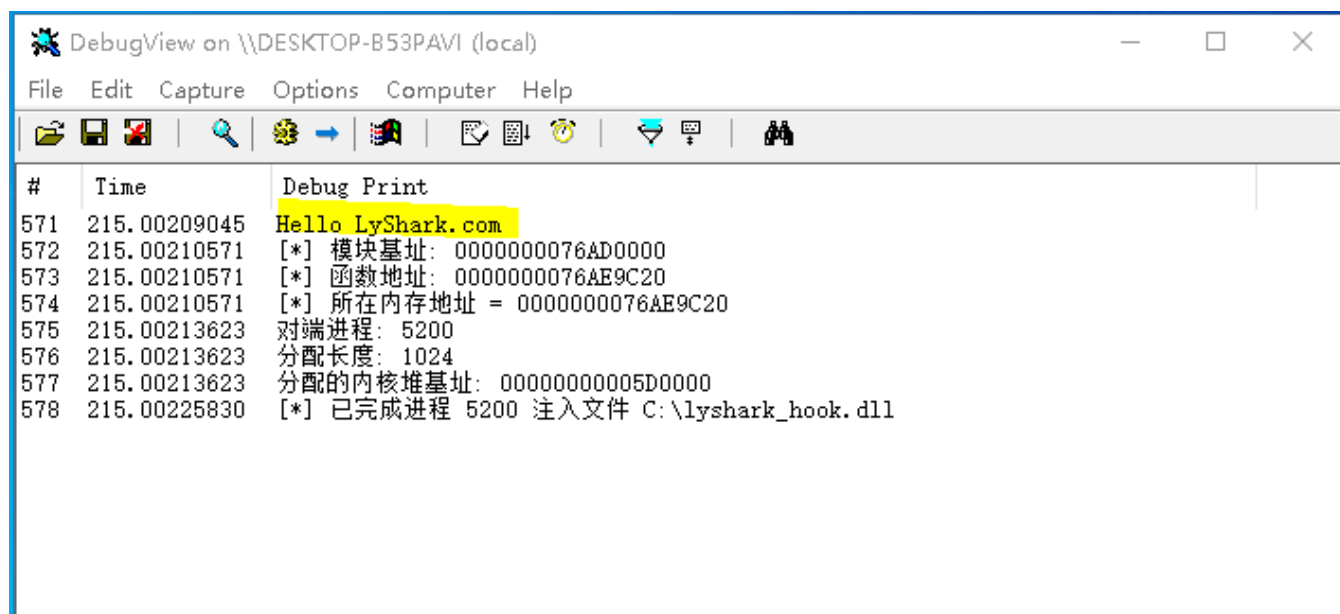 DebugView on \\DESKTOP-B53PAVI (local)
File Edit Capture Options Computer Help
# Time Debug Print
571 215.00209045 Hello LyShark.com
572 215.00210571 [*] 模块基址: 0000000076AD0000
573 215.00210571 [*] 函数地址: 0000000076AE9C20
574 215.00210571 [*] 所在内存地址 = 0000000076AE9C20
575 215.00213623 对端进程: 5200
576 215.00213623 分配长度: 1024
577 215.00213623 分配的内核堆基址: 00000000005D0000
578 215.00225830 [*] 已完成进程 5200 注入文件 C:\lyshark_hook.dll